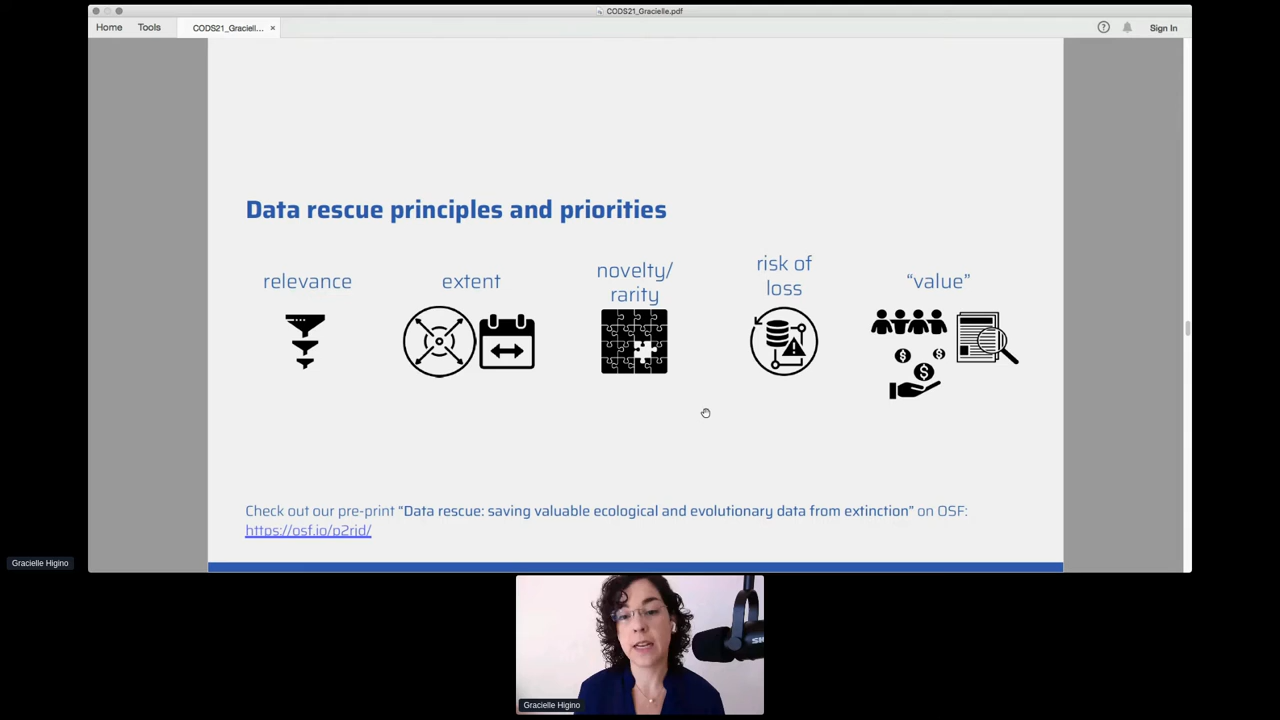 CODS21_Gracielle.pdf
Home Tools CODS21_Graciell... × Sign In
Data rescue principles and priorities
relevance
extent
novelty/
rarity
risk of
loss
“value”
Check out our pre-print “Data rescue: saving valuable ecological and evolutionary data from extinction” on OSF:
https://osf.io/p2rjd/
Gracielle Higino
Gracielle Higino